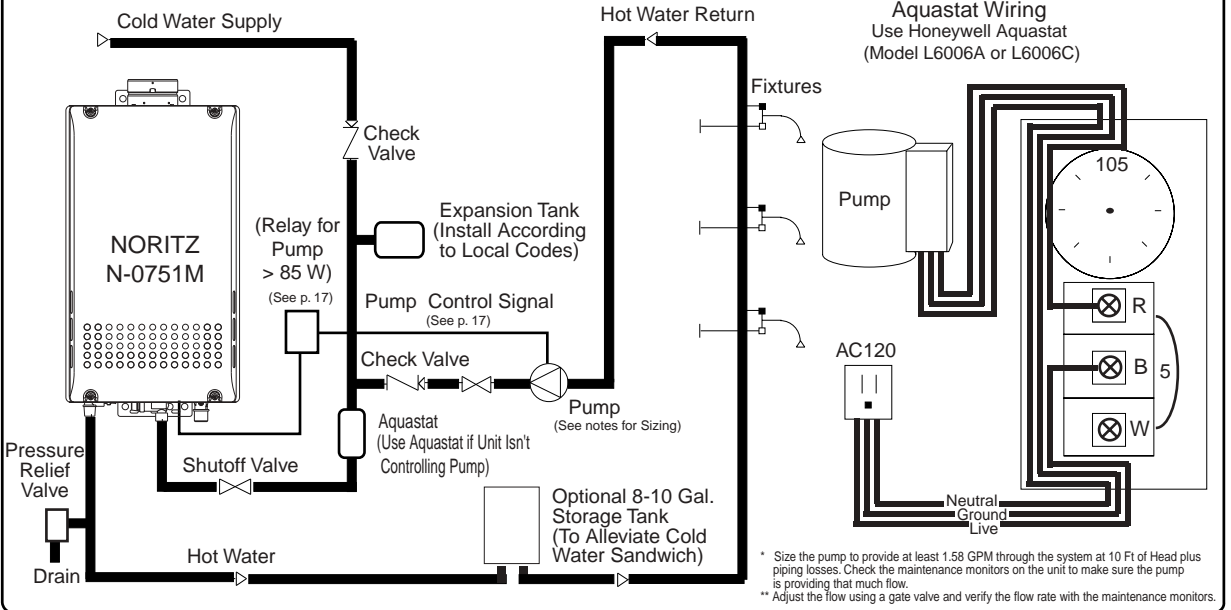 Cold Water Supply
Hot Water Return
Aquastat Wiring
Use Honeywell Aquastat
(Model L6006A or L6006C)
Fixtures
Check
Valve
Expansion Tank
(Install According
to Local Codes)
(Relay for
Pump
> 85 W)
(See p. 17)
NORITZ
N-0751M
Pump Control Signal
(See p. 17)
Check Valve
Pump
(See notes for Sizing)
Aquastat
(Use Aquastat if Unit Isn't
Controlling Pump)
Pressure
Relief
Valve
Shutoff Valve
Drain
Hot Water
Optional 8-10 Gal.
Storage Tank
(To Alleviate Cold
Water Sandwich)
Pump
105
R
B
5
W
AC120
Neutral
Ground
Live
* Size the pump to provide at least 1.58 GPM through the system at 10 Ft of Head plus
piping losses. Check the maintenance monitors on the unit to make sure the pump
is providing that much flow.
** Adjust the flow using a gate valve and verify the flow rate with the maintenance monitors.